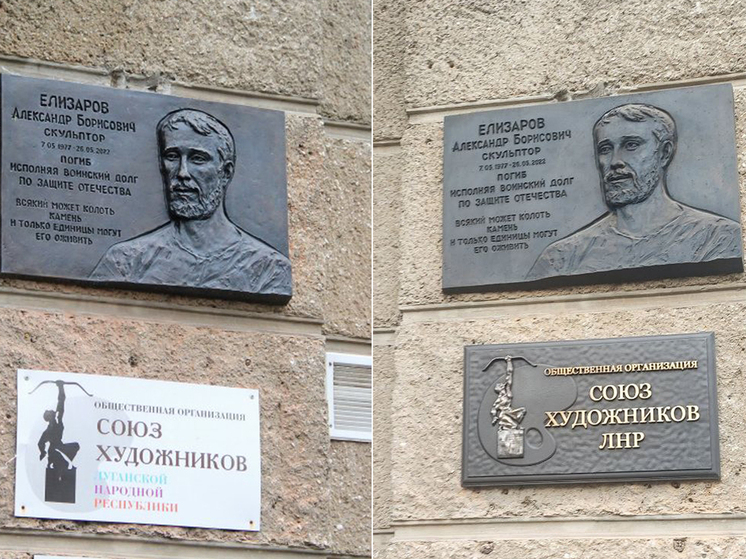 ЕЛИЗАРОВ
АЛЕКСАНДР БОРИСОВИЧ
СКУЛЬПТОР
7.05.1977 - 26.05.2022
ПОГИБ
ИСПОЛНЯЯ ВОИНСКИЙ ДОЛГ
ПО ЗАЩИТЕ ОТЕЧЕСТВА
ВСЯКИЙ МОЖЕТ КОЛОТЬ
КАМЕНЬ
И ТОЛЬКО ЕДИНИЦЫ МОГУТ
ЕГО ОЖИВИТЬ
ОБЩЕСТВЕННАЯ ОРГАНИЗАЦИЯ
СОЮЗ
ХУДОЖНИКОВ
ЛУГАНСКОЙ
НАРОДНОЙ
РЕСПУБЛИКИ
ЕЛИЗАРОВ
АЛЕКСАНДР БОРИСОВИЧ
СКУЛЬПТОР
7.05.1977 - 26.05.2022
ПОГИБ
ИСПОЛНЯЯ ВОИНСКИЙ ДОЛГ
ПО ЗАЩИТЕ ОТЕЧЕСТВА
ВСЯКИЙ МОЖЕТ КОЛОТЬ
КАМЕНЬ
И ТОЛЬКО ЕДИНИЦЫ МОГУТ
ЕГО ОЖИВИТЬ
ОБЩЕСТВЕННАЯ ОРГАНИЗАЦИЯ
СОЮЗ
ХУДОЖНИКОВ
ЛНР